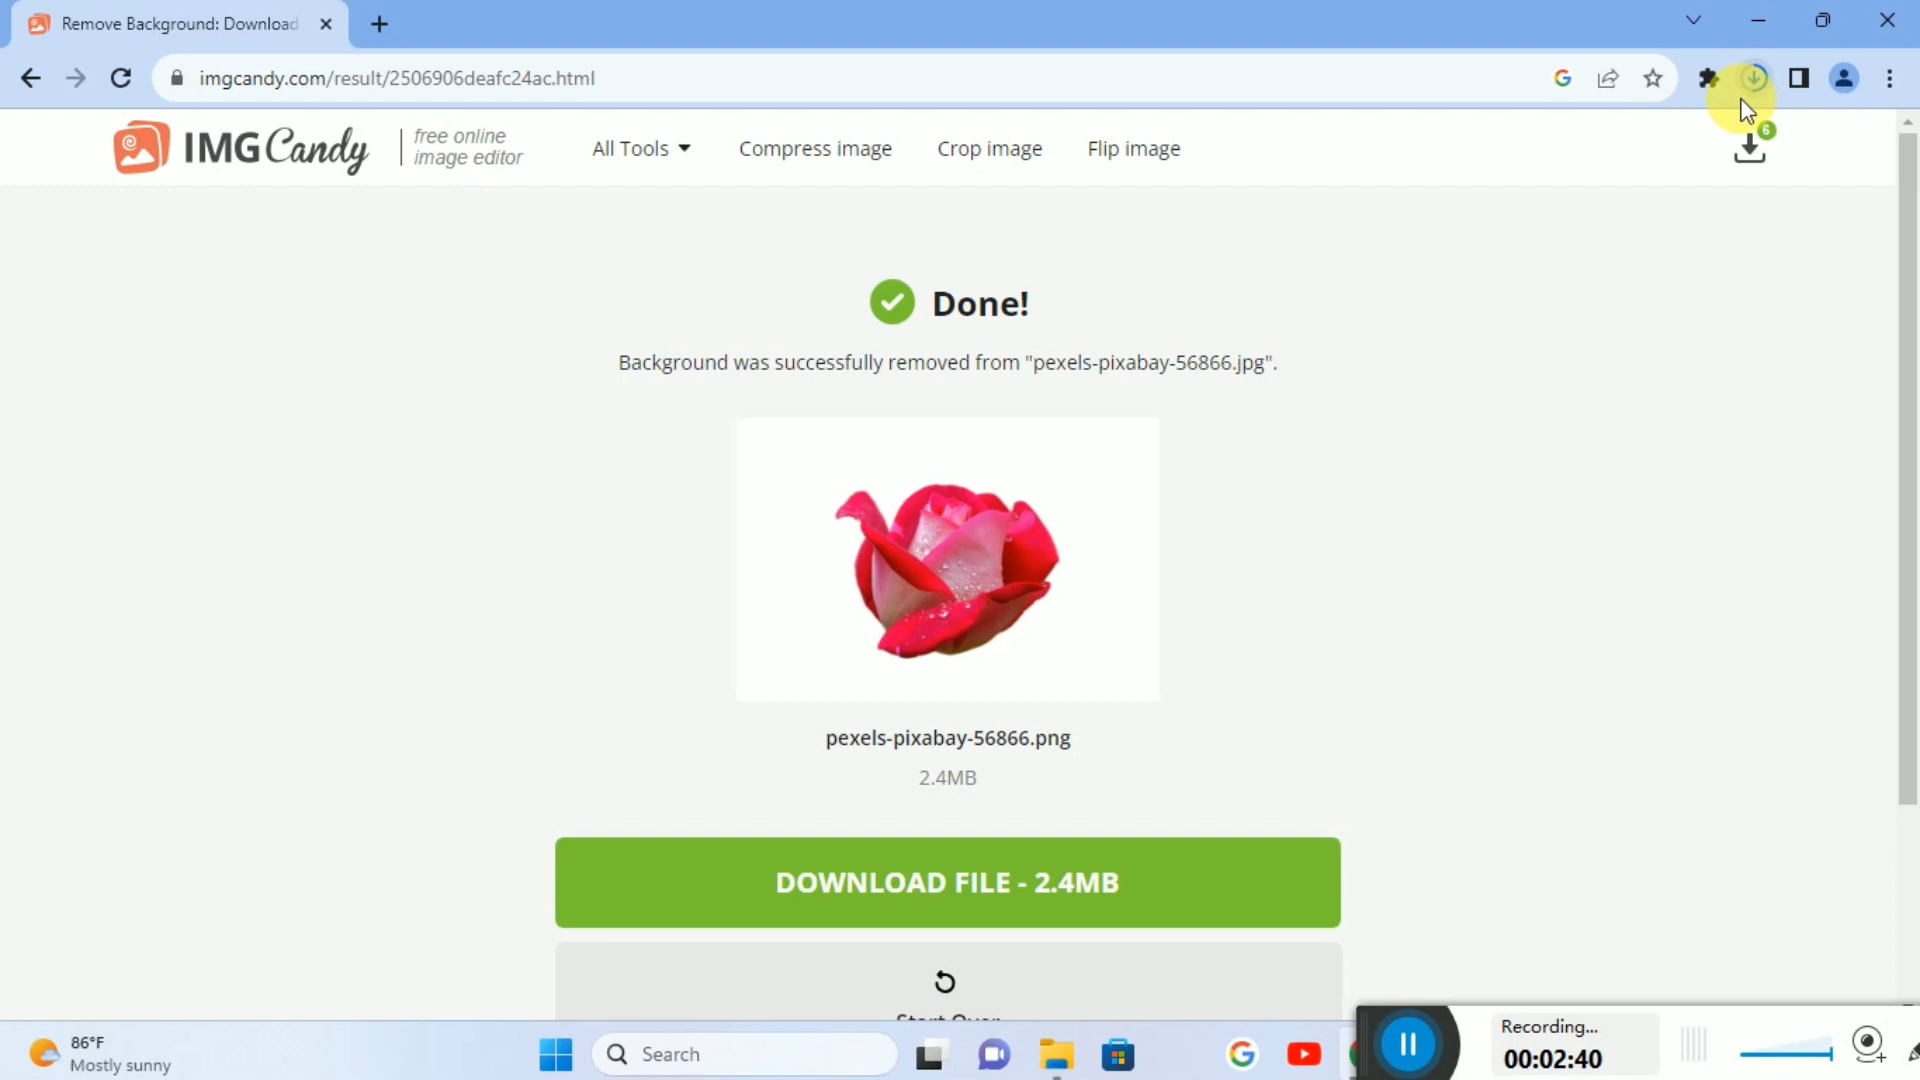 Remove Background: Download
imgcandy.com/result/2506906deafc24ac.html
IMG Candy
free online
image editor
All Tools
Compress image
Crop image
Flip image
6
Done!
Background was successfully removed from "pexels-pixabay-56866.jpg".
pexels-pixabay-56866.png
2.4MB
DOWNLOAD FILE - 2.4MB
Start Over
86°F
Mostly sunny
Search
Recording...
00:02:40